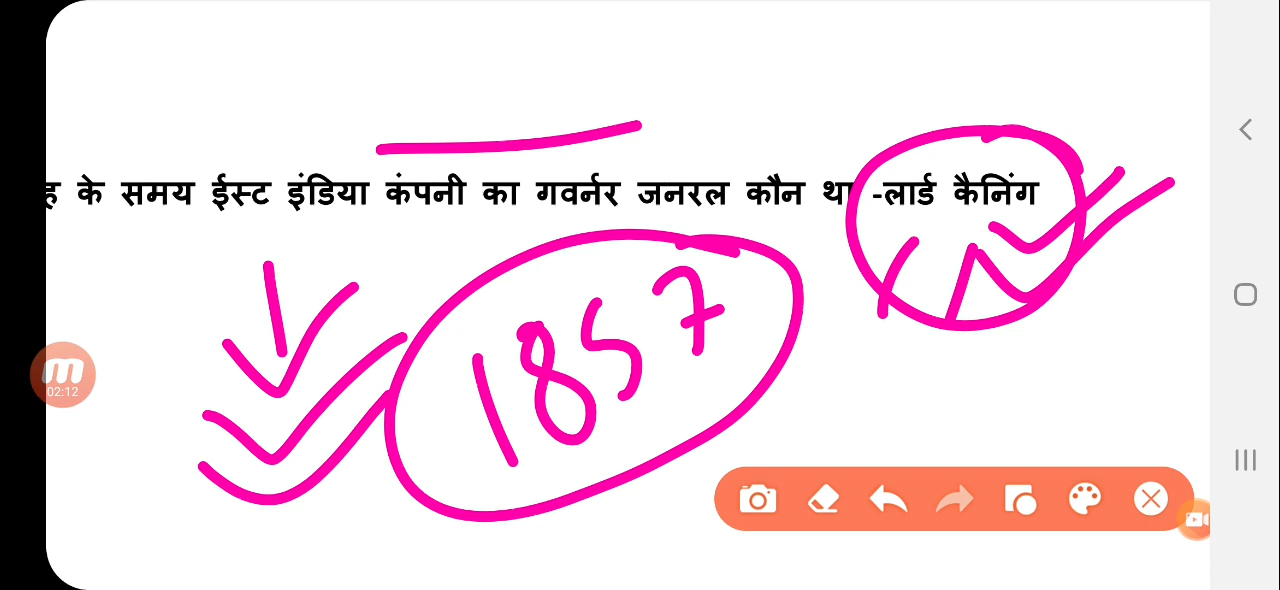 के समय ईस्ट इंडिया कंपनी का गवर्नर जनरल कौन था -लार्ड कैनिंग
1857
02:12